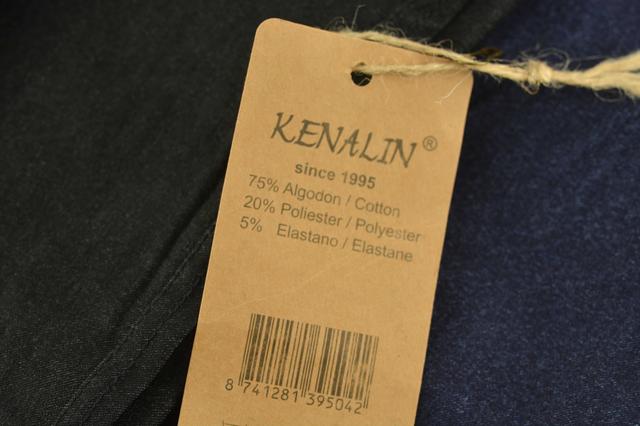 KENALIN®
since 1995
75% Algodon / Cotton
20% Poliester / Polyester
5% Elastano / Elastane
8 741281 395042